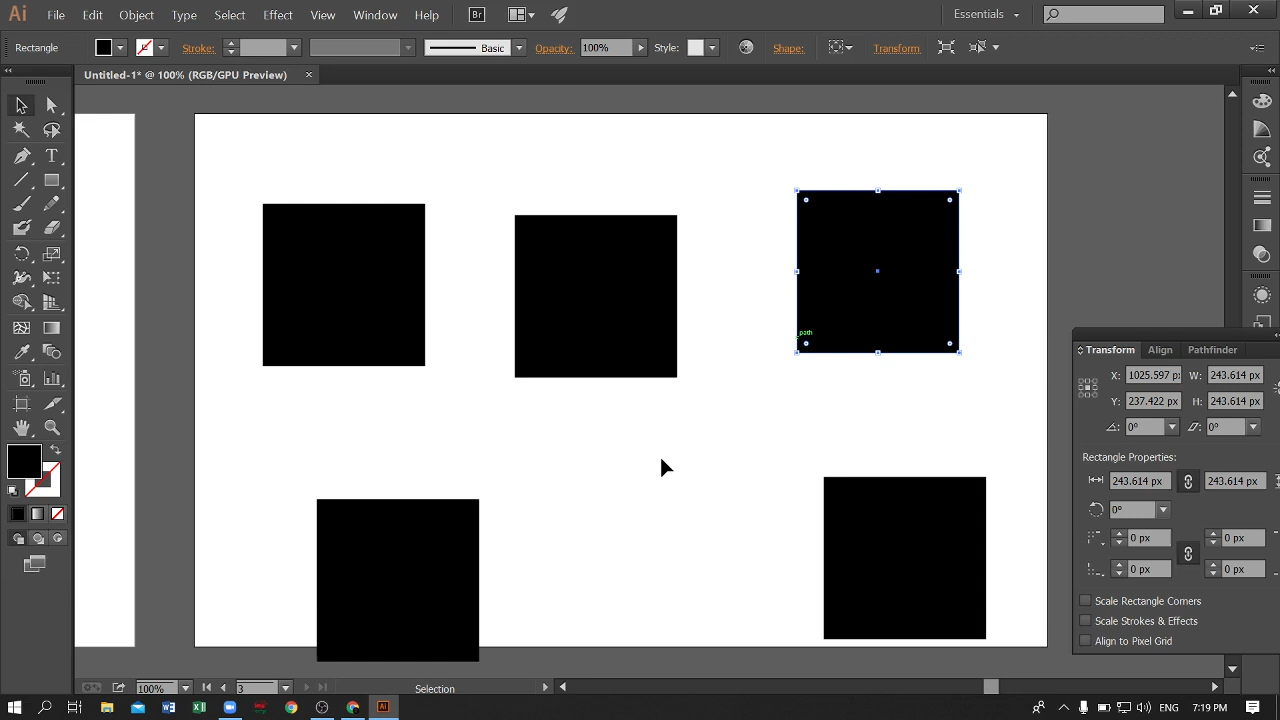 Ai File Edit Object Type Select Effect View Window Help Br Essentials
Rectangle Stroke: Basic Opacity: 100% Style: Shape: Transform
Untitled-1* @ 100% (RGB/GPU Preview) ×
path
Transform Align Pathfinder
X: 1025.597 px W: 243.614 px
Y: 237.422 px H: 243.614 px
0° 0°
Rectangle Properties:
243.614 px 243.614 px
0°
0 px 0 px
0 px 0 px
Scale Rectangle Corners
Scale Strokes & Effects
Align to Pixel Grid
100% 3 Selection
Ai 7:19 PM